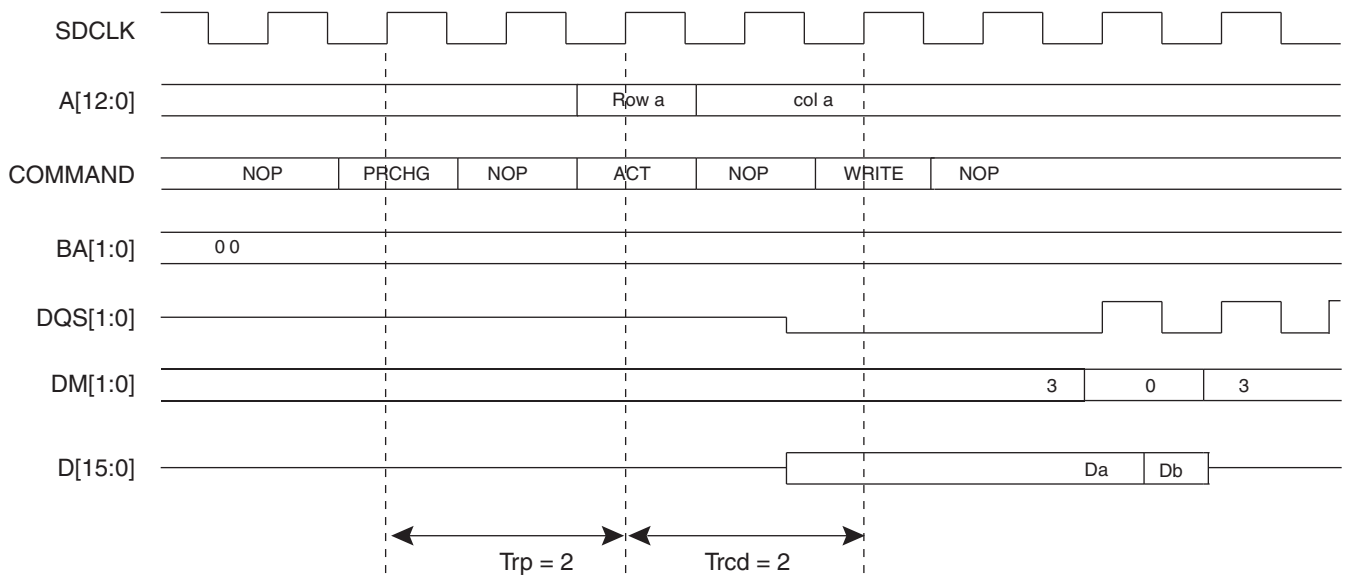 SDCLK
A[12:0] Row a col a
COMMAND NOP PRCHG NOP ACT NOP WRITE NOP
BA[1:0] 0 0
DQS[1:0]
DM[1:0] 3 0 3
D[15:0] Da Db
Trp = 2 Trcd = 2